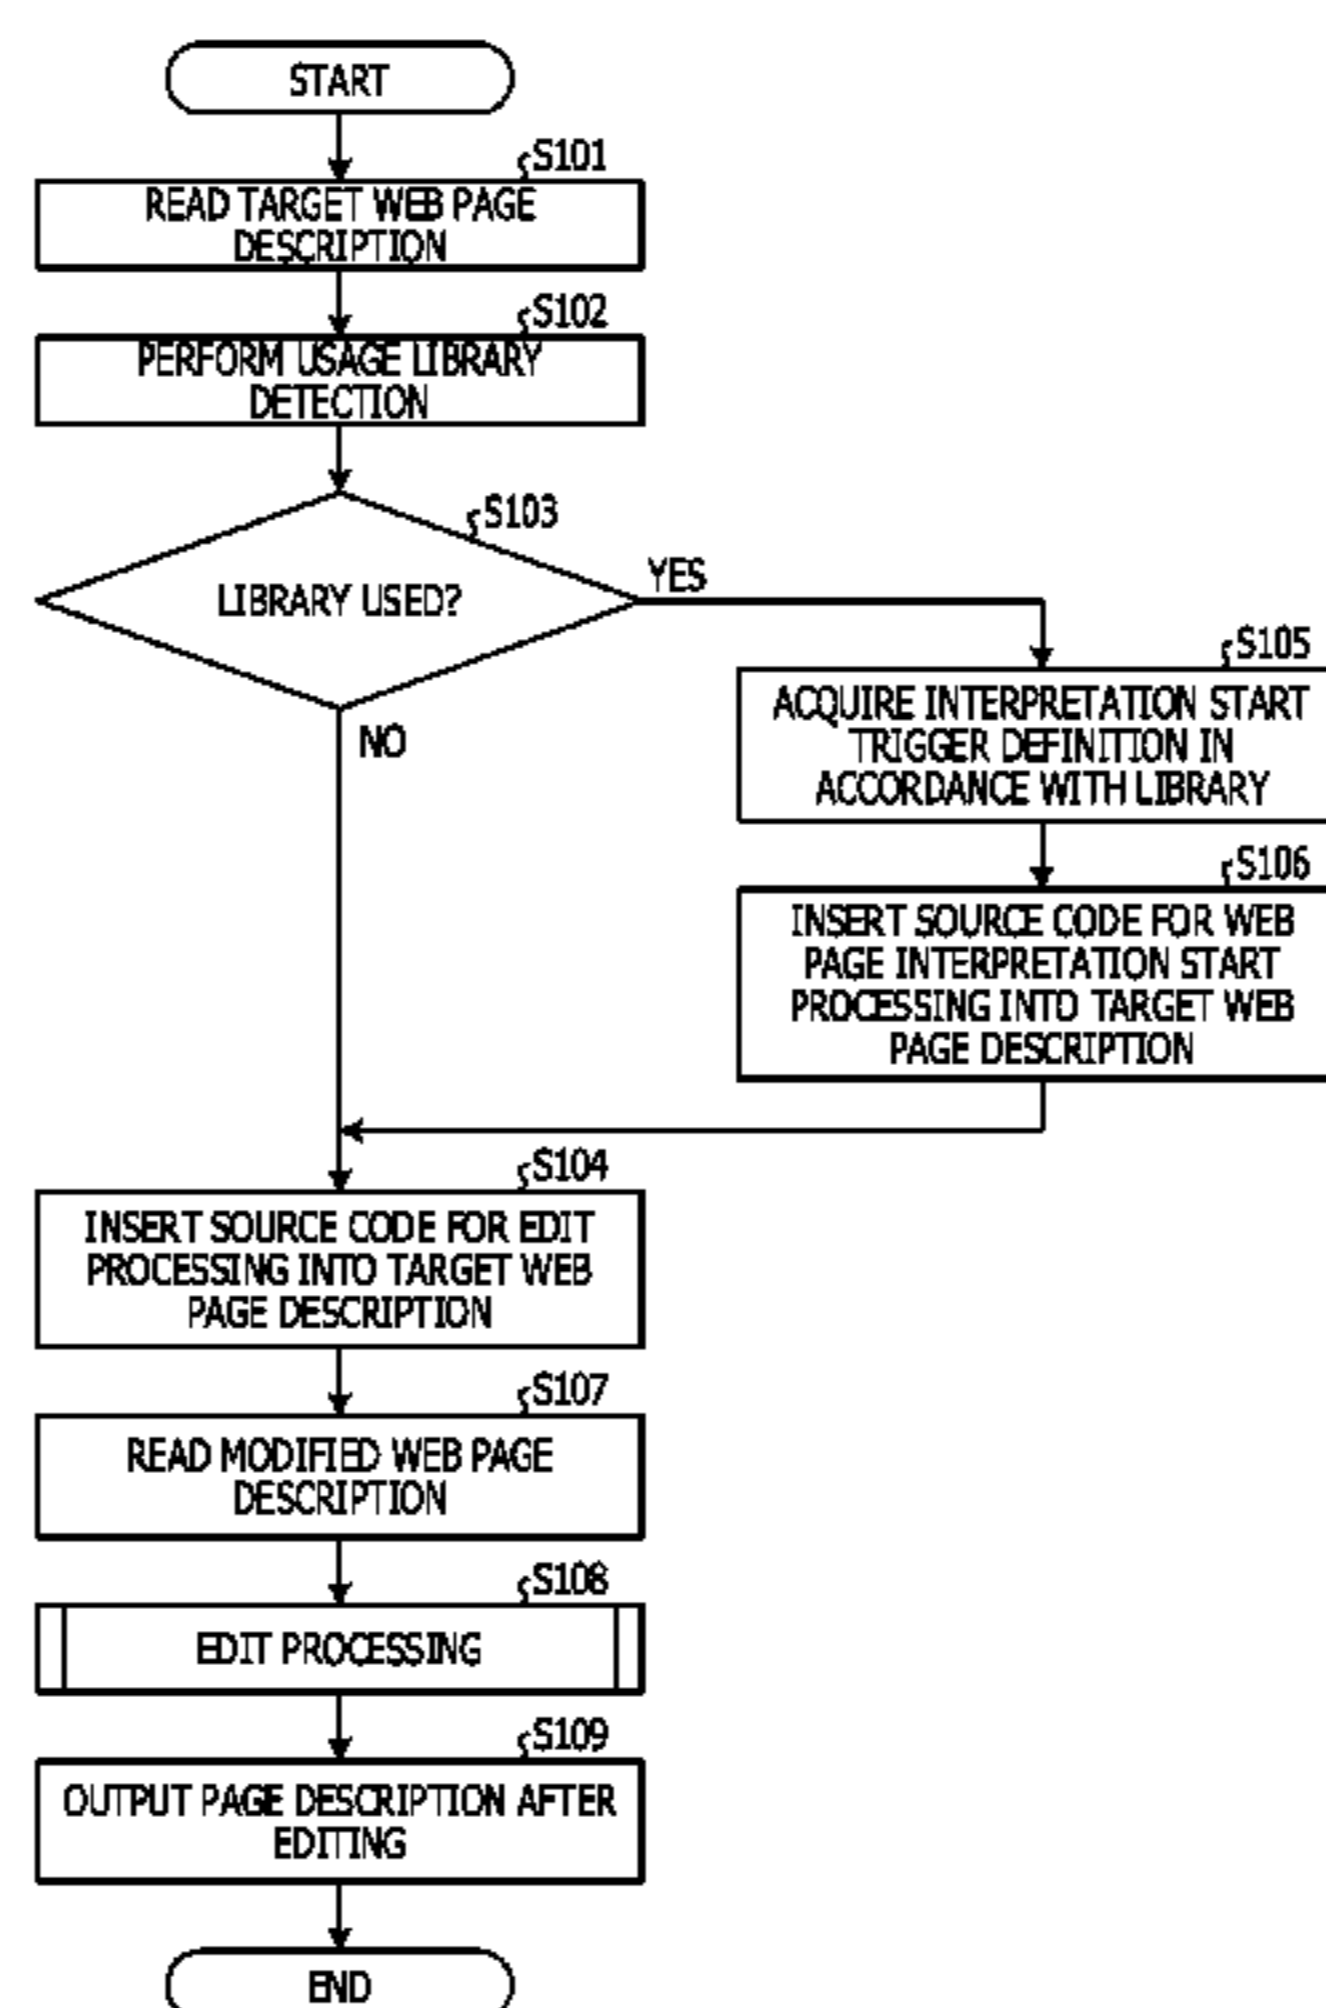 START
S101
READ TARGET WEB PAGE
DESCRIPTION
S102
PERFORM USAGE LIBRARY
DETECTION
S103
LIBRARY USED?
YES
NO
S105
ACQUIRE INTERPRETATION START
TRIGGER DEFINITION IN
ACCORDANCE WITH LIBRARY
S106
INSERT SOURCE CODE FOR WEB
PAGE INTERPRETATION START
PROCESSING INTO TARGET WEB
PAGE DESCRIPTION
S104
INSERT SOURCE CODE FOR EDIT
PROCESSING INTO TARGET WEB
PAGE DESCRIPTION
S107
READ MODIFIED WEB PAGE
DESCRIPTION
S108
EDIT PROCESSING
S109
OUTPUT PAGE DESCRIPTION AFTER
EDITING
END